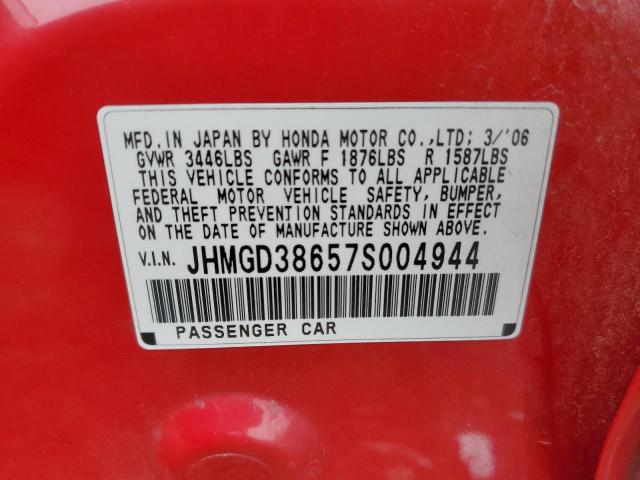 MFD. IN JAPAN BY HONDA MOTOR CO.,LTD; 3/'06
GVWR 3446LBS GAWR F 1876LBS R 1587LBS
THIS VEHICLE CONFORMS TO ALL APPLICABLE
FEDERAL MOTOR VEHICLE SAFETY, BUMPER,
AND THEFT PREVENTION STANDARDS IN EFFECT
ON THE DATE OF MANUFACTURE SHOWN ABOVE.
V.I.N. JHMGD38657S004944
PASSENGER CAR